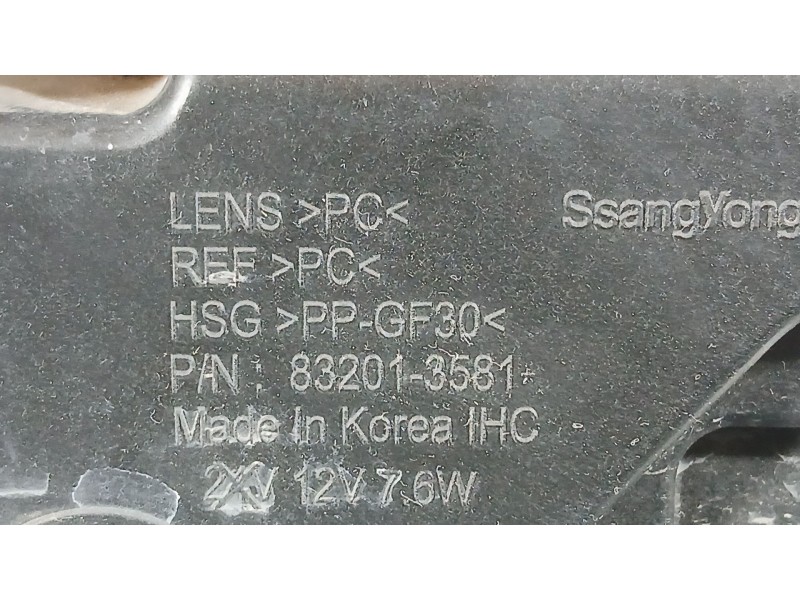 LENS >PC<
SsangYong
REF >PC<
HSG >PP-GF30<
P/N : 83201-3581
Made In Korea IHC
12V 7.6W